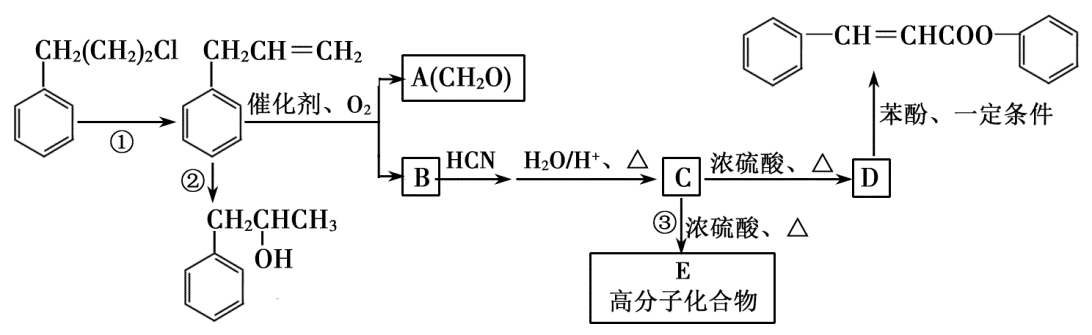 CH₂(CH₂)₂Cl
CH₂CH=CH₂
①
催化剂、O₂
A(CH₂O)
B
HCN
H₂O/H⁺、△
C
浓硫酸、△
D
苯酚、一定条件
CH=CHCOO
②
CH₂CHCH₃
OH
③
浓硫酸、△
E
高分子化合物